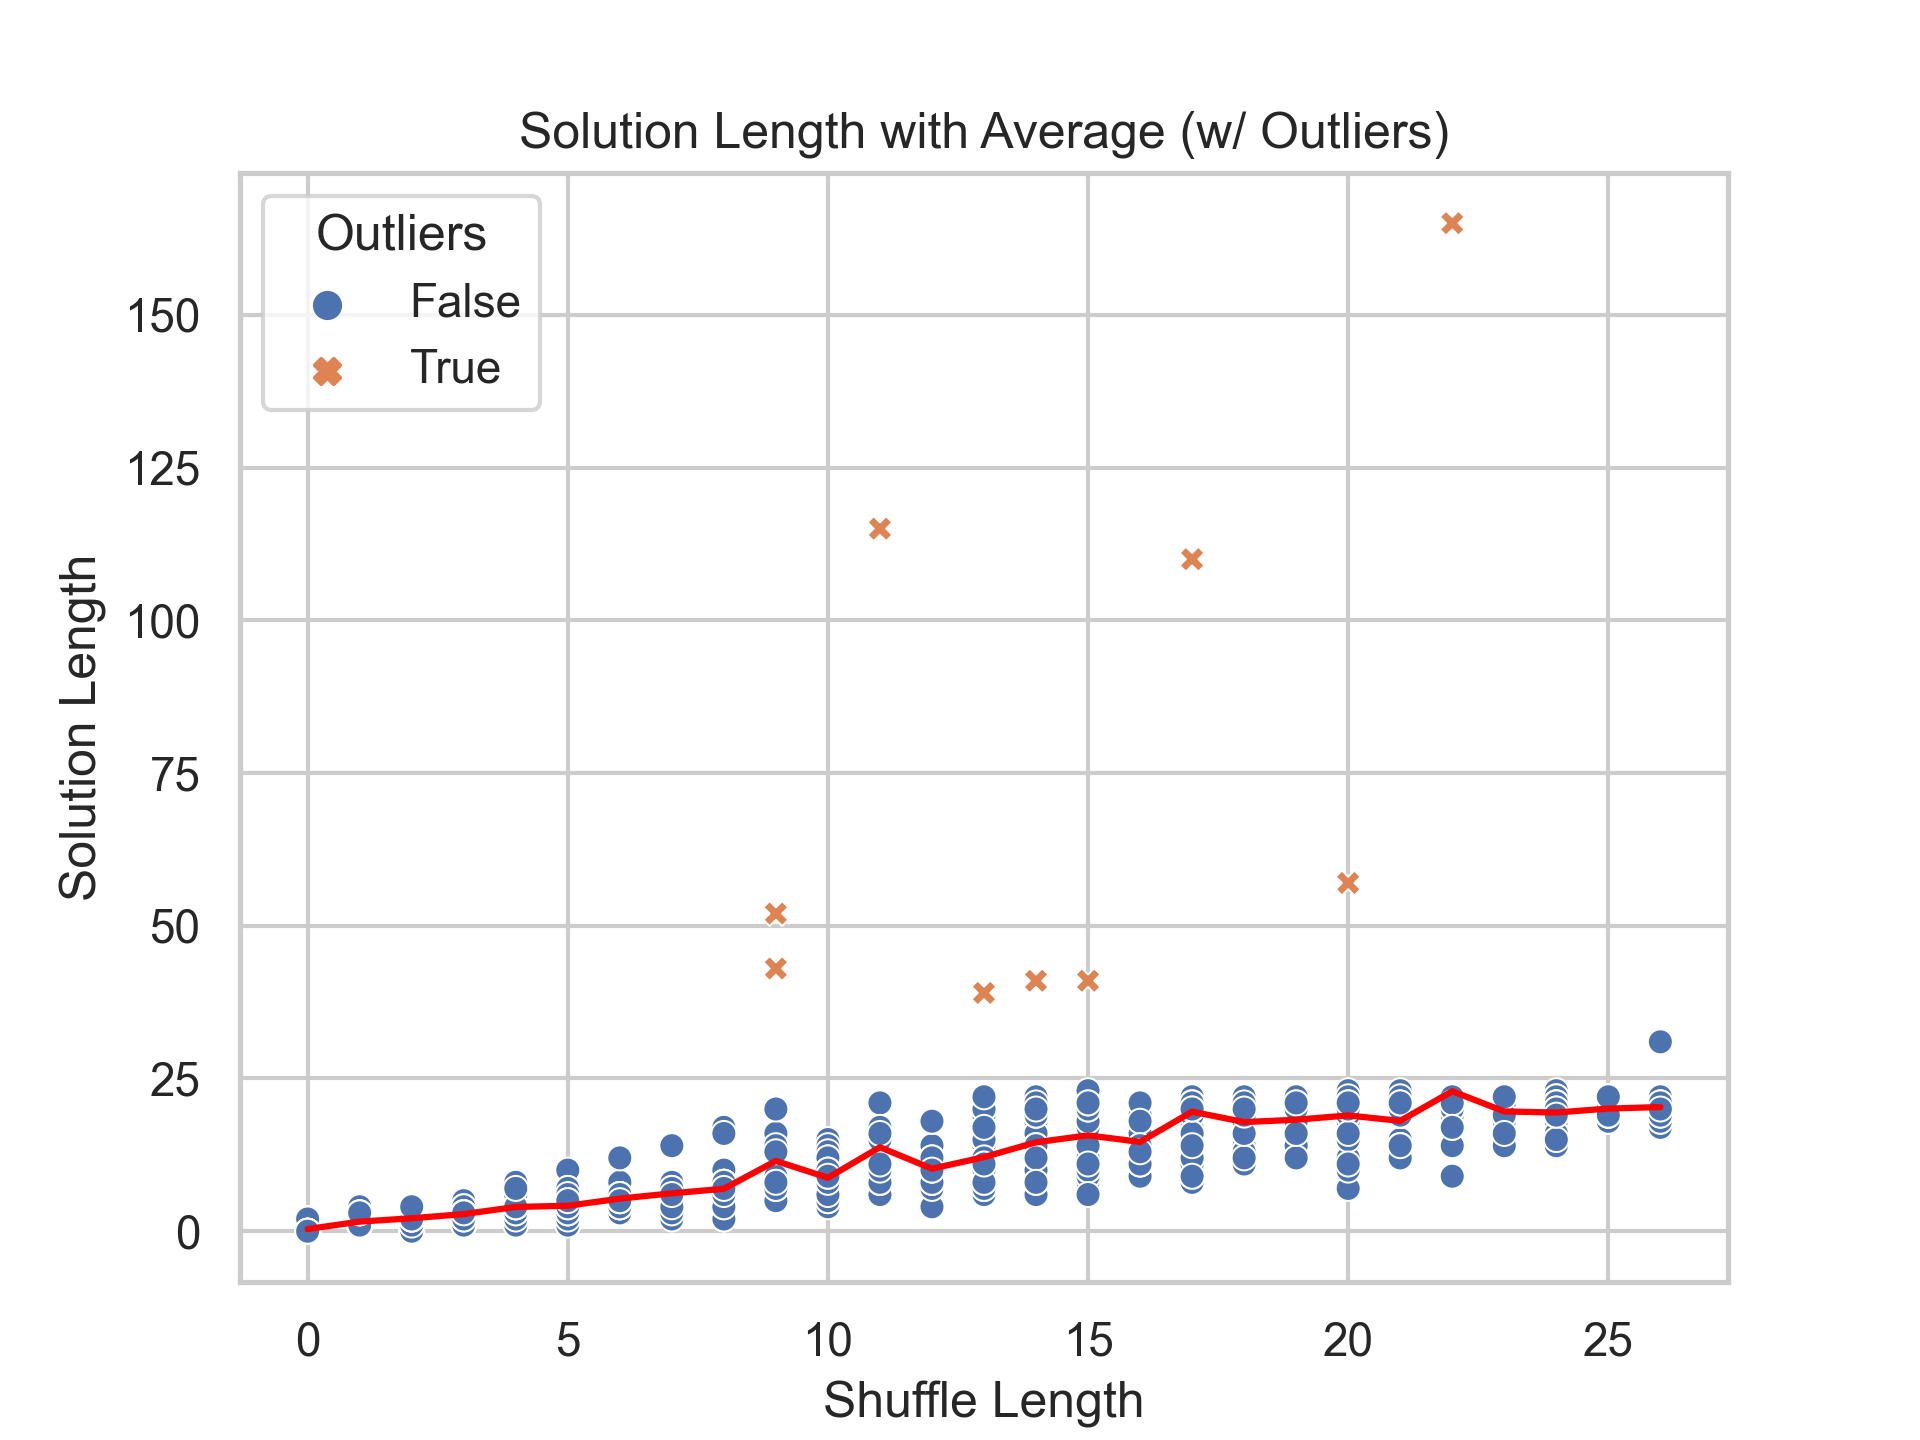 Solution Length with Average (w/ Outliers)
Outliers
False
True
150
125
100
75
50
25
0
Solution Length
0 5 10 15 20 25
Shuffle Length